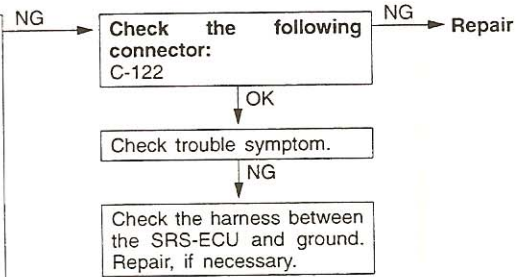 NG
Check the following
connector:
C-122
NG
Repair
OK
Check trouble symptom.
NG
Check the harness between
the SRS-ECU and ground.
Repair, if necessary.